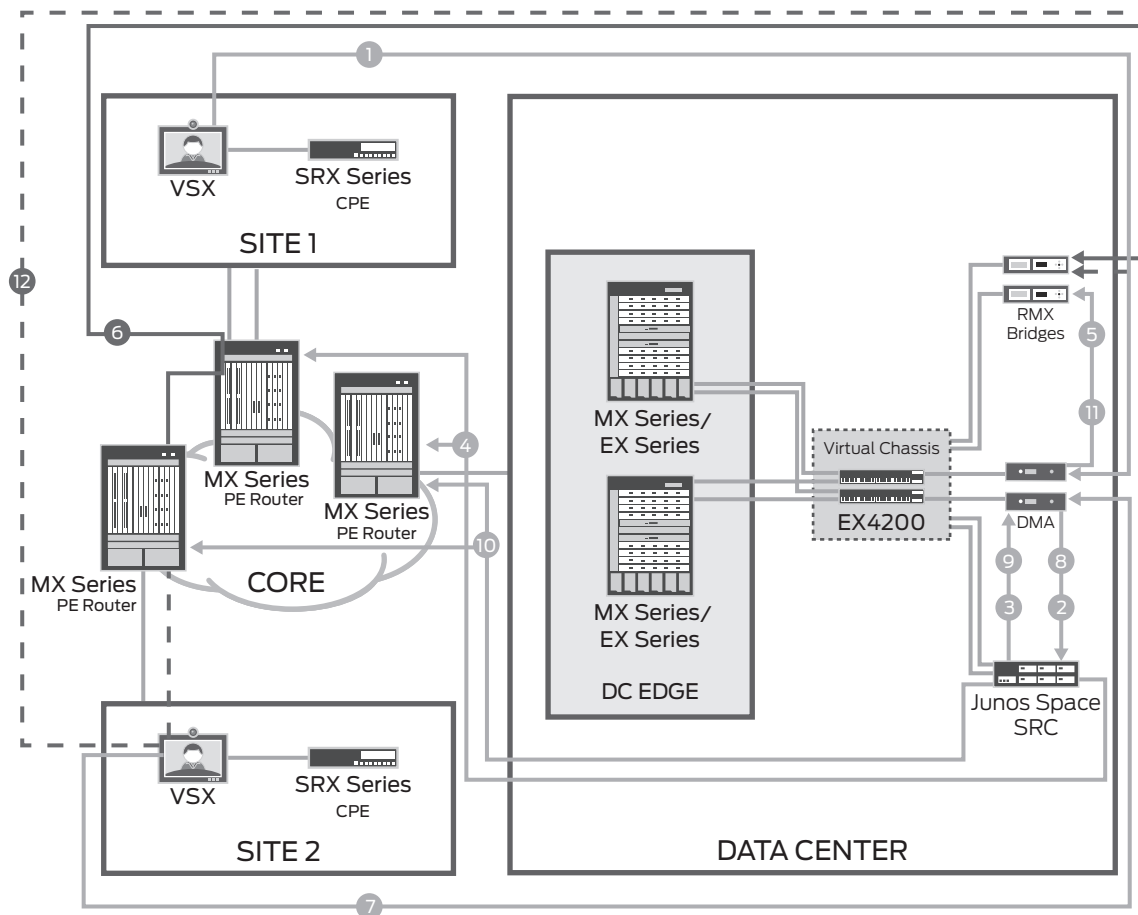 1
VSX
SRX Series
CPE
SITE 1
12
6
MX Series
PE Router
MX Series
PE Router
MX Series
PE Router
CORE
4
10
VSX
SRX Series
CPE
SITE 2
7
MX Series/
EX Series
MX Series/
EX Series
DC EDGE
Virtual Chassis
EX4200
RMX
Bridges
5
11
DMA
9
8
3
2
Junos Space
SRC
DATA CENTER